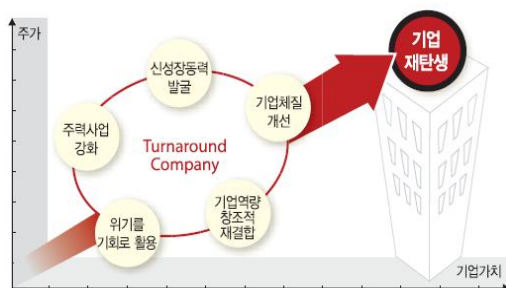 주가
기업
재탄생
신성장동력
발굴
기업체질
개선
주력사업
강화
Turnaround
Company
기업역량
창조적
재결합
위기를
기회로 활용
기업가치